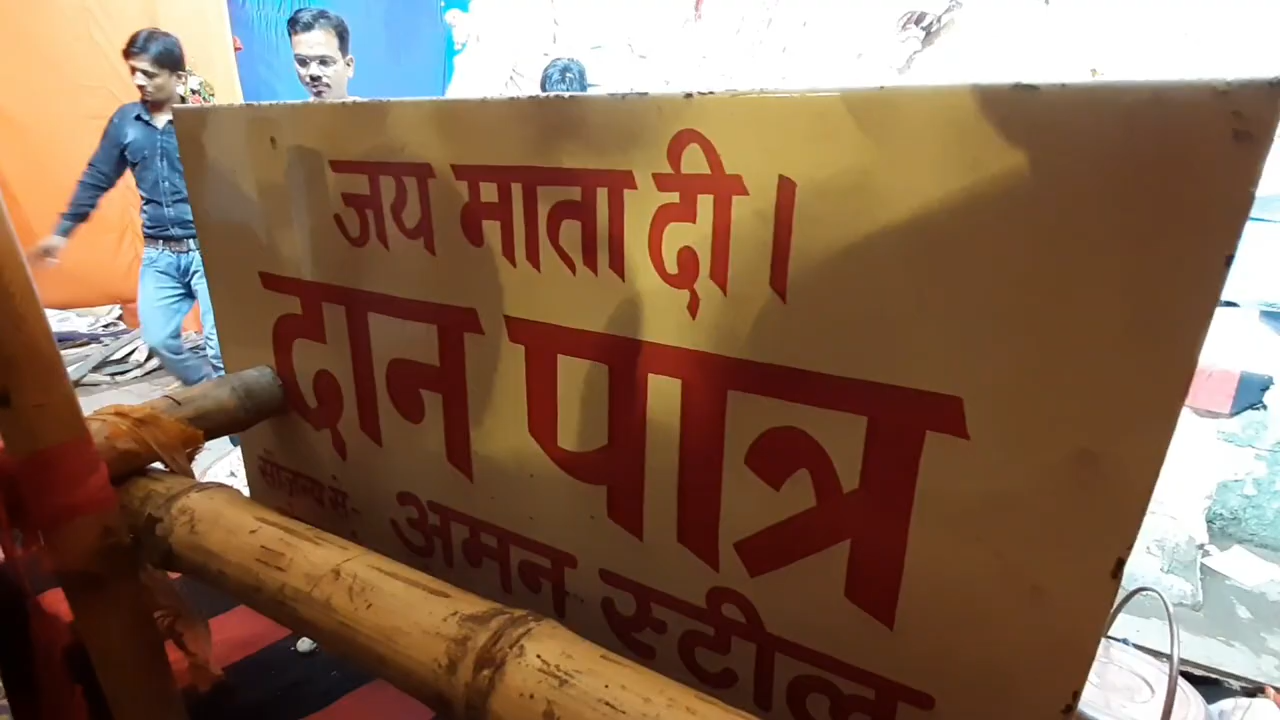 जय माता दी।
दान पात्र
सौजन्य से:-
अमन स्टील